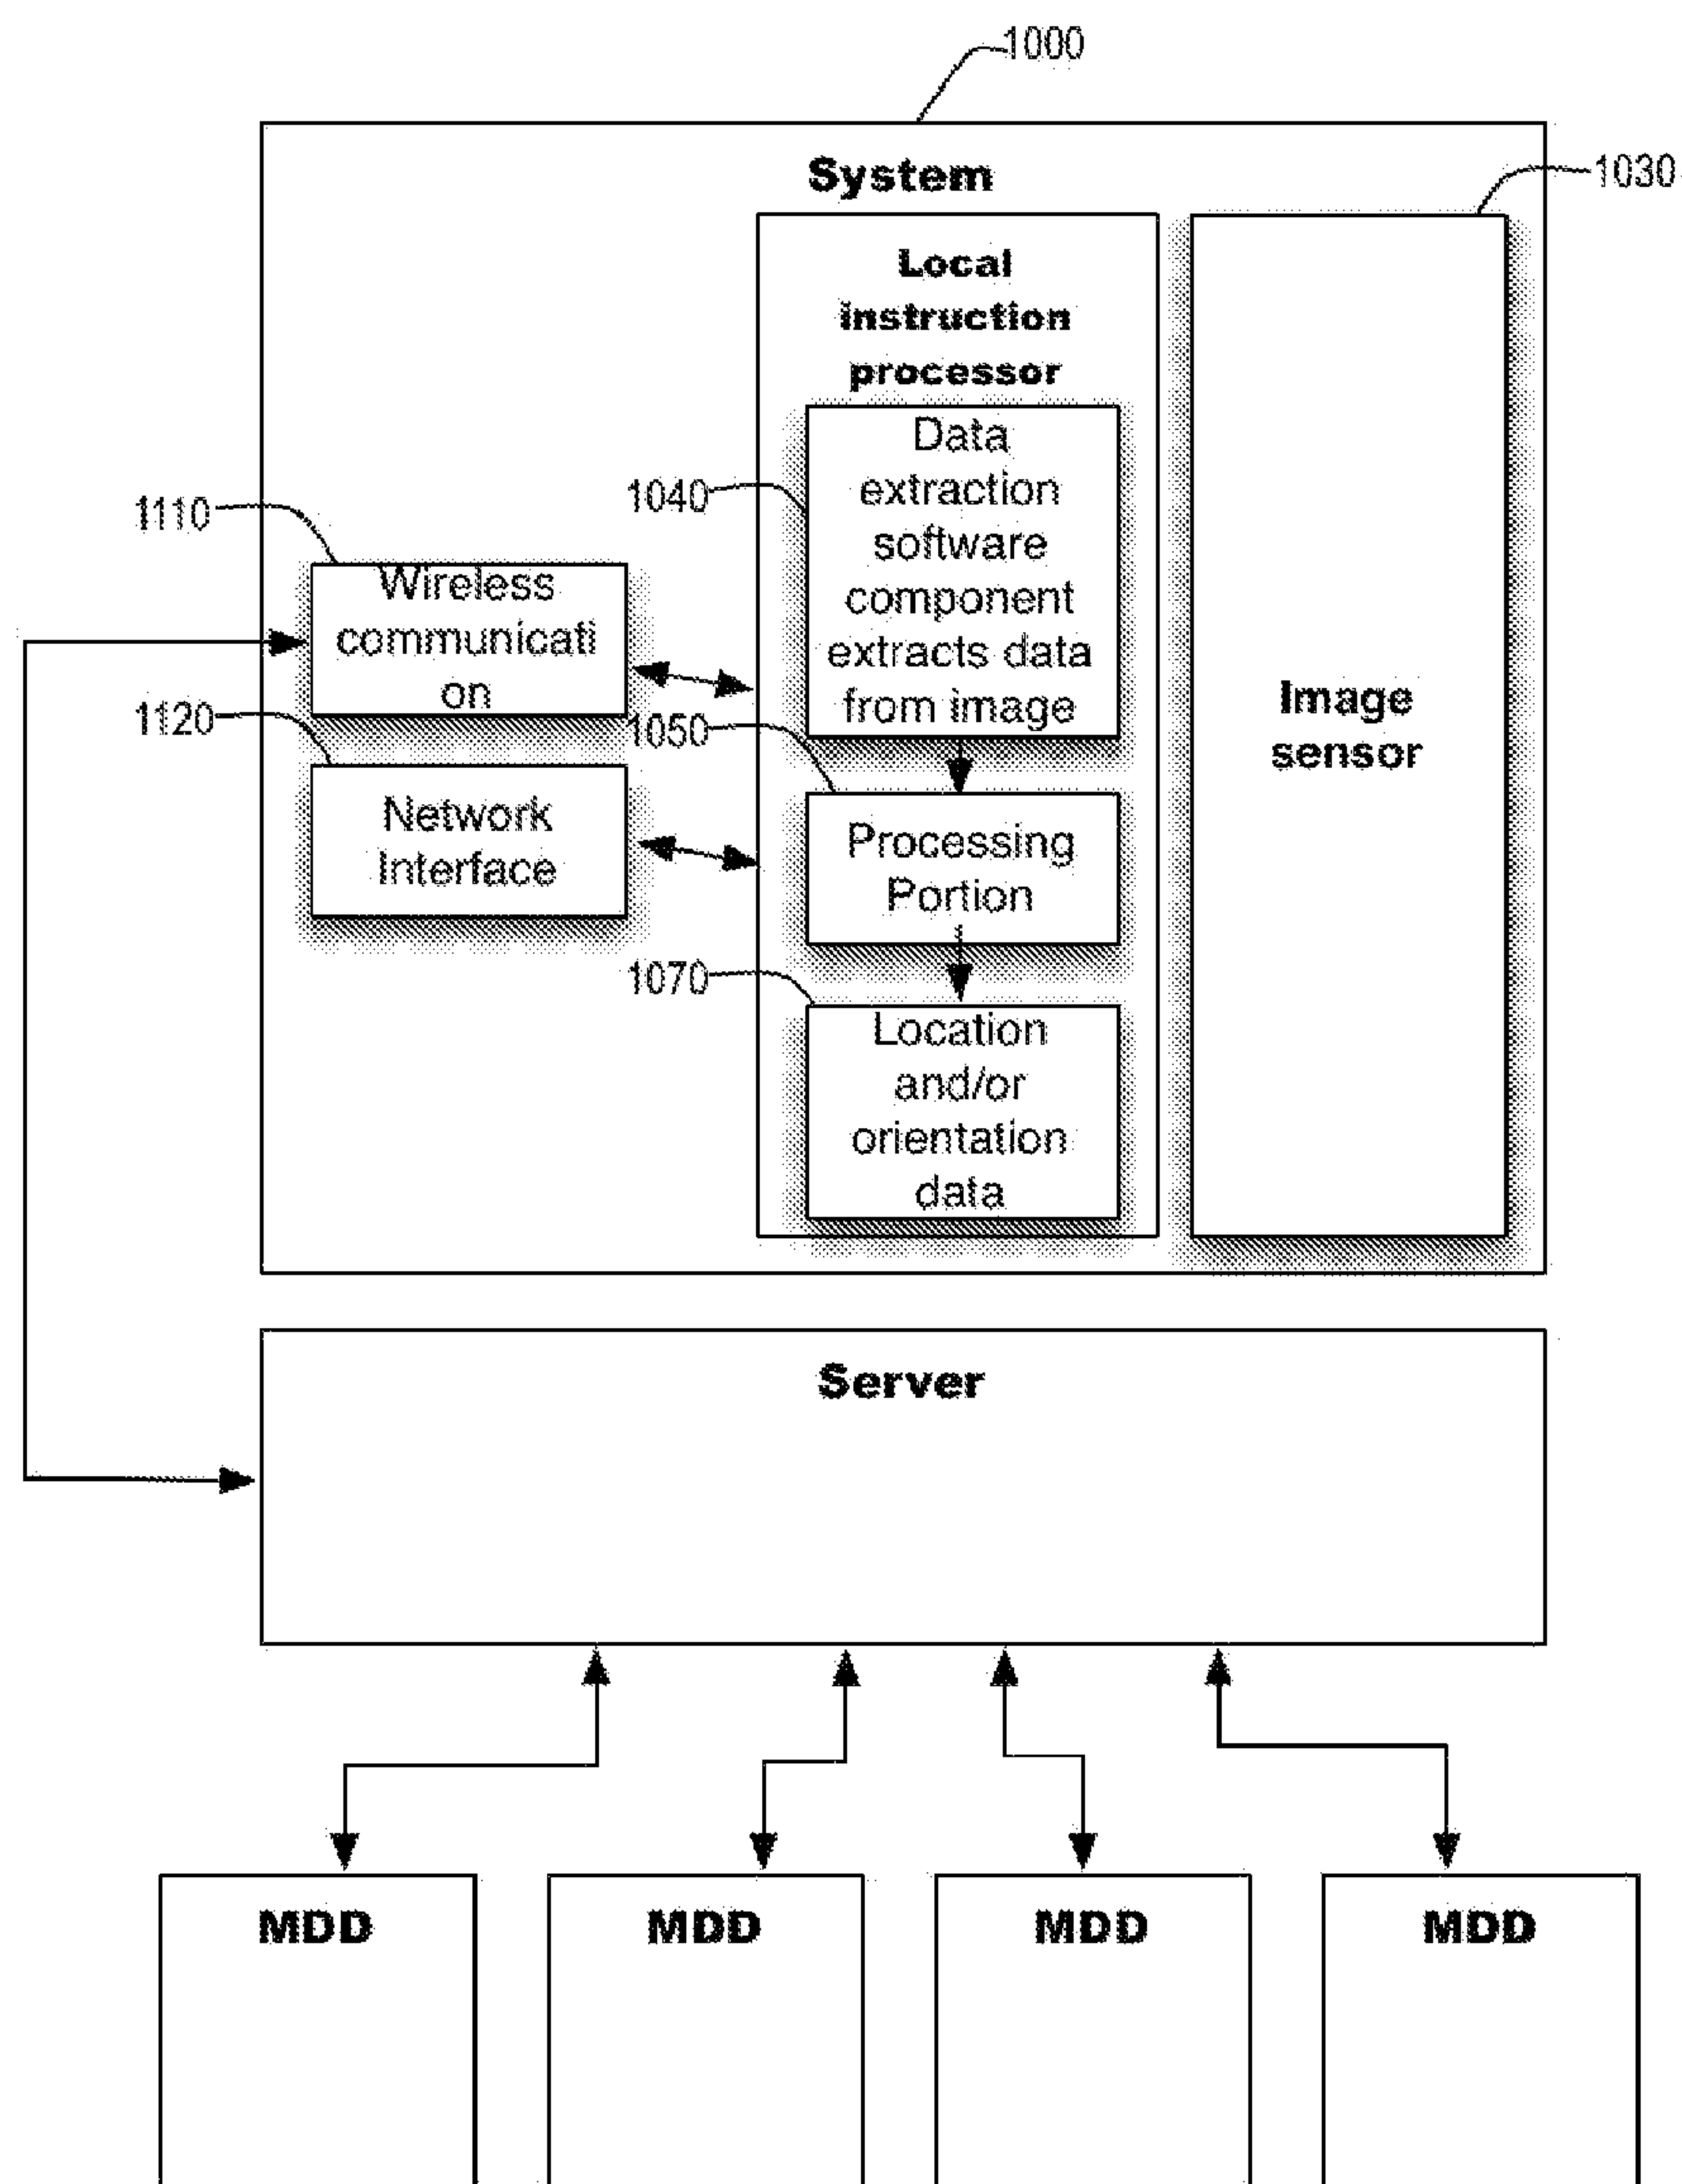 1000
System
1030
Local
instruction
processor
Data
extraction
software
component
extracts data
from image
1040
1110
Wireless
communicati
on
1120
1050
Network
Interface
Processing
Portion
Image
sensor
1070
Location
and/or
orientation
data
Server
MDD
MDD
MDD
MDD